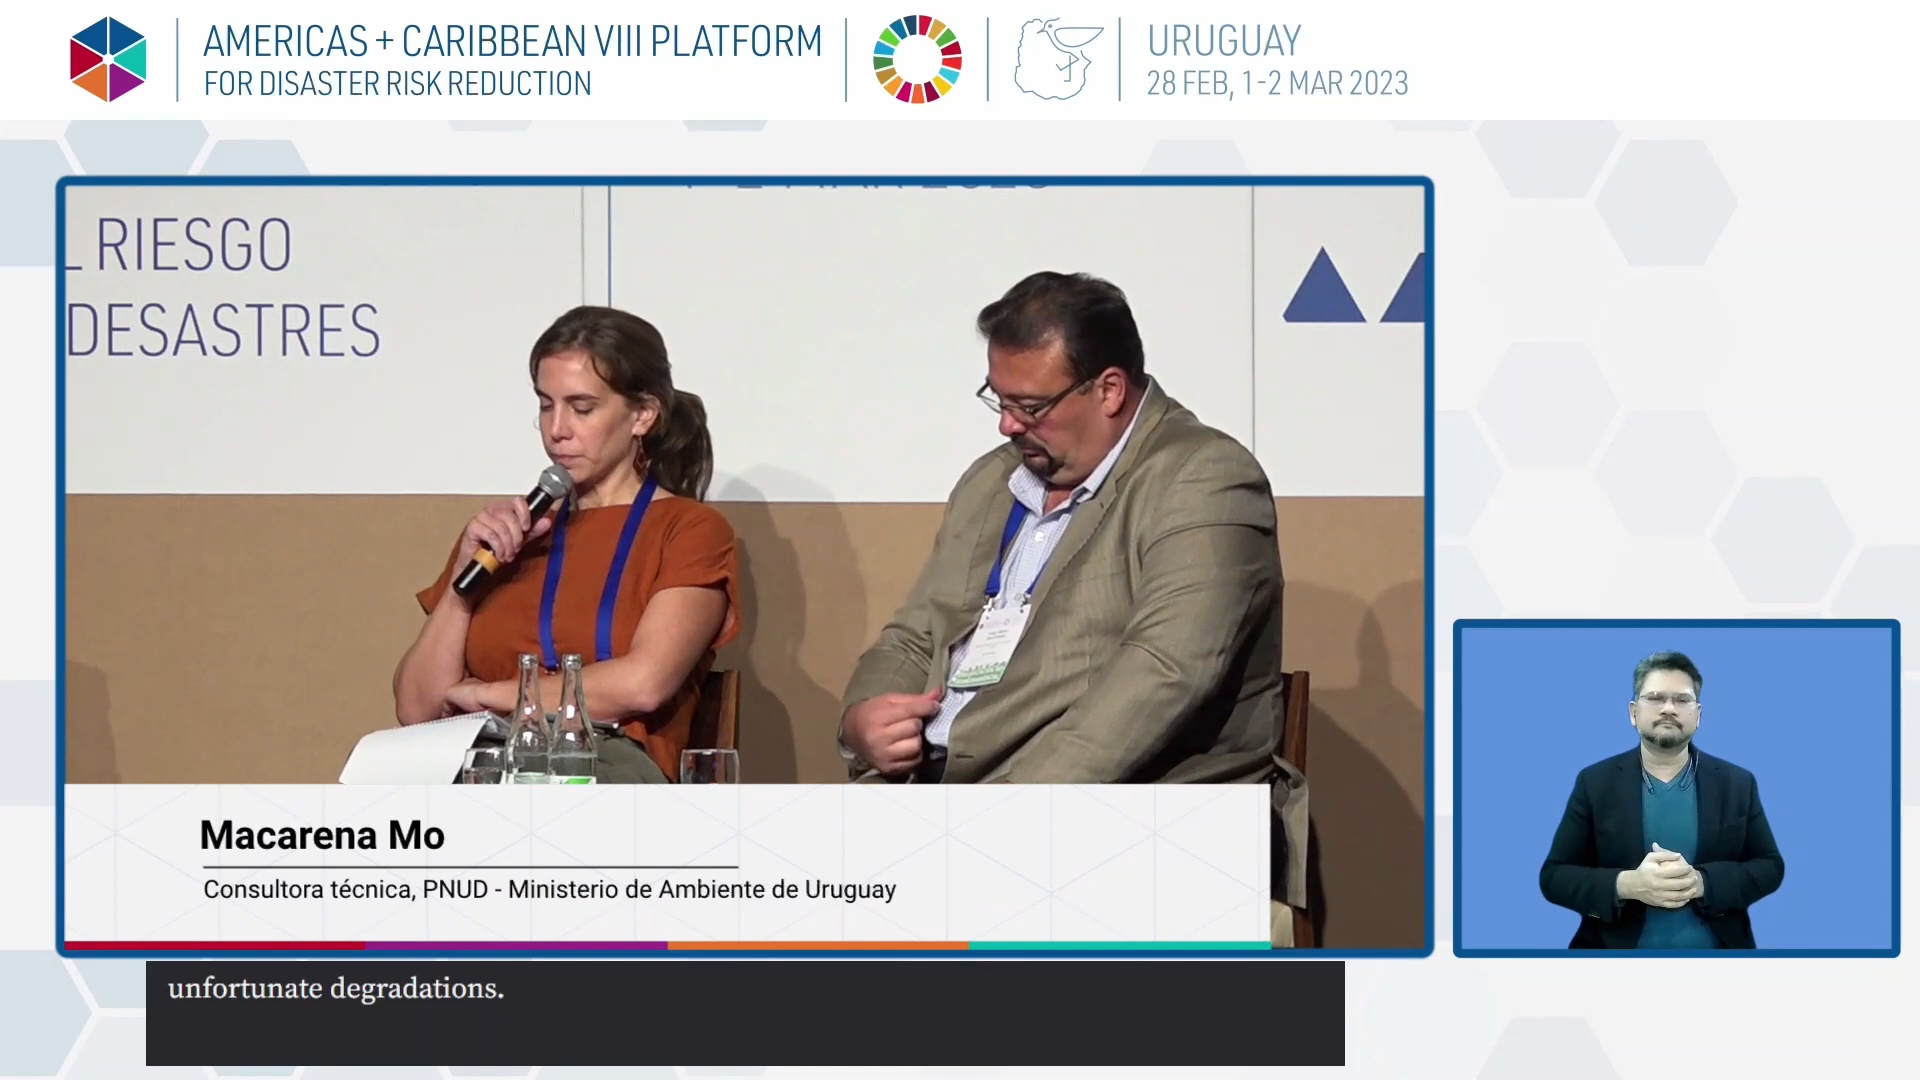 AMERICAS + CARIBBEAN VIII PLATFORM
FOR DISASTER RISK REDUCTION
URUGUAY
28 FEB, 1-2 MAR 2023
L RIESGO
DESASTRES
Macarena Mo
Consultora técnica, PNUD - Ministerio de Ambiente de Uruguay
unfortunate degradations.